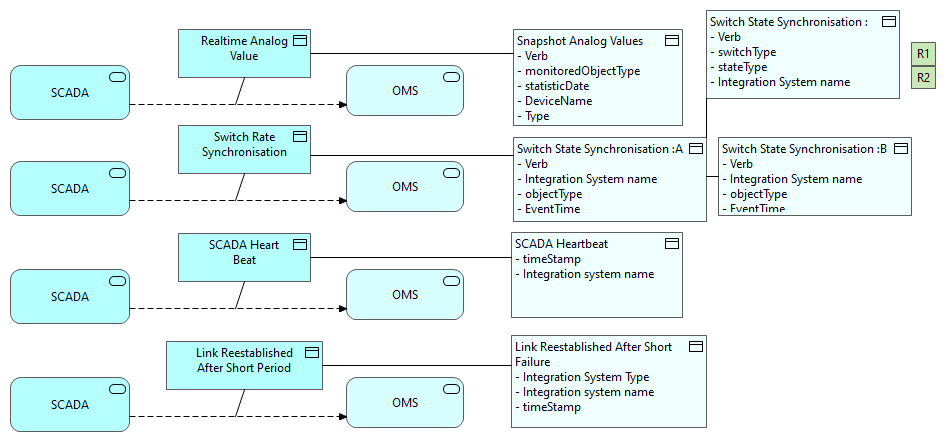 Realtime Analog
Value
SCADA
OMS
Snapshot Analog Values
- Verb
- monitoredObjectType
- statisticDate
- DeviceName
- Type
Switch State Synchronisation :
- Verb
- switchType
- stateType
- Integration System name
R1
R2
Switch Rate
Synchronisation
SCADA
OMS
Switch State Synchronisation :A
- Verb
- Integration System name
- objectType
- EventTime
Switch State Synchronisation :B
- Verb
- Integration System name
- objectType
- EventTime
SCADA Heart
Beat
SCADA
OMS
SCADA Heartbeat
- timeStamp
- Integration system name
Link Reestablished
After Short Period
SCADA
OMS
Link Reestablished After Short
Failure
- Integration System Type
- Integration system name
- timeStamp